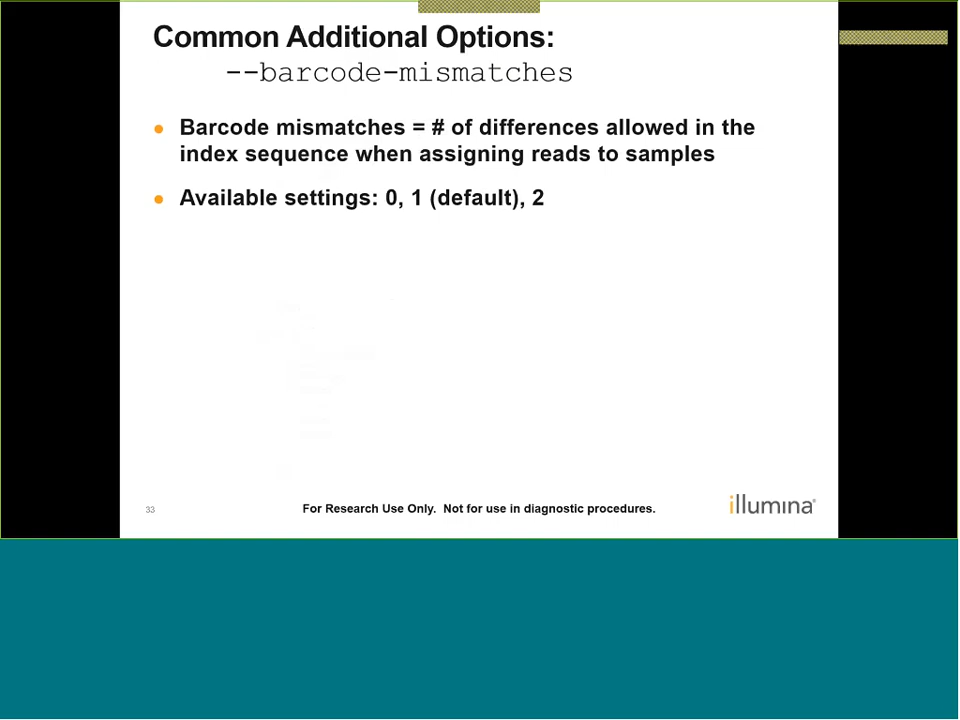 Common Additional Options:
--barcode-mismatches
● Barcode mismatches = # of differences allowed in the
index sequence when assigning reads to samples
● Available settings: 0, 1 (default), 2
33
For Research Use Only.  Not for use in diagnostic procedures.
illumina®